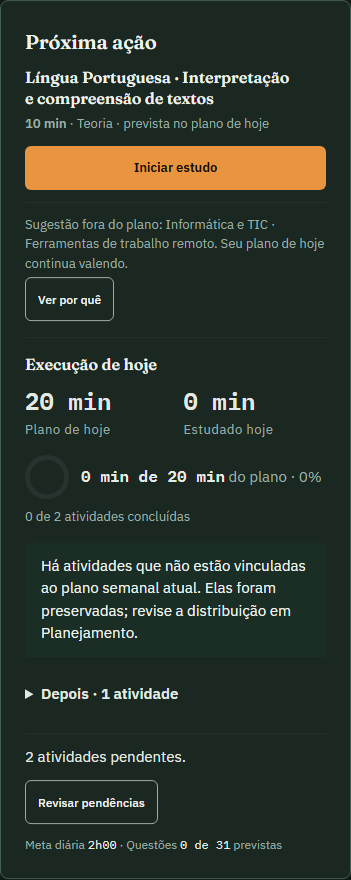 Próxima ação
Língua Portuguesa · Interpretação
e compreensão de textos
10 min · Teoria · prevista no plano de hoje
Iniciar estudo
Sugestão fora do plano: Informática e TIC ·
Ferramentas de trabalho remoto. Seu plano de hoje
continua valendo.
Ver por quê
Execução de hoje
20 min 0 min
Plano de hoje Estudado hoje
0 min de 20 min do plano · 0%
0 de 2 atividades concluídas
Há atividades que não estão vinculadas
ao plano semanal atual. Elas foram
preservadas; revise a distribuição em
Planejamento.
Depois · 1 atividade
2 atividades pendentes.
Revisar pendências
Meta diária 2h00 · Questões 0 de 31 previstas